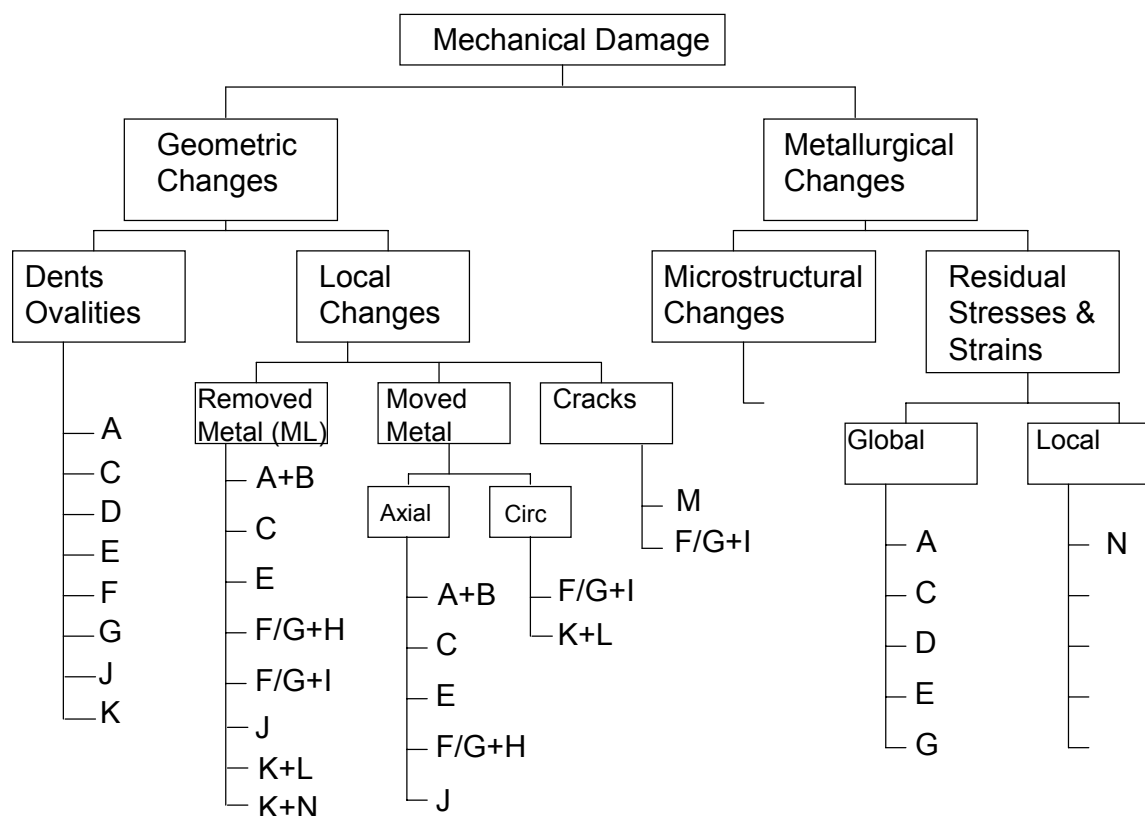 Mechanical Damage
Geometric
Changes
Metallurgical
Changes
Dents
Ovalities
Local
Changes
Microstructural
Changes
Residual
Stresses &
Strains
Removed
Metal (ML)
Moved
Metal
Cracks
Global
Local
Axial
Circ
A
C
D
E
F
G
J
K
A+B
C
E
F/G+H
F/G+I
J
K+L
K+N
A+B
C
E
F/G+H
J
F/G+I
K+L
M
F/G+I
A
C
D
E
G
N